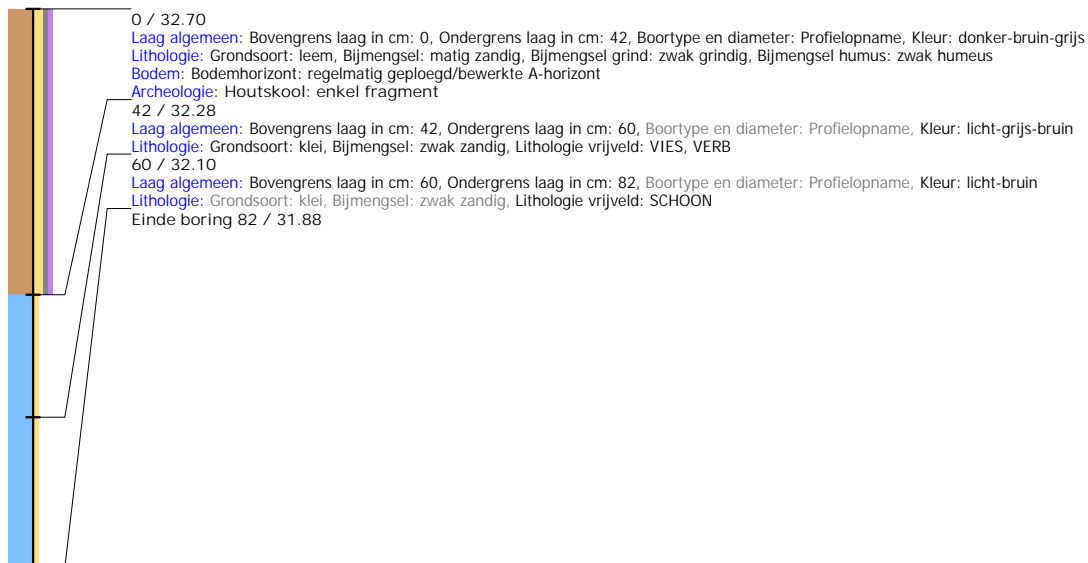 0 / 32.70
Laag algemeen: Bovengrens laag in cm: 0, Ondergrens laag in cm: 42, Boortype en diameter: Profielopname, Kleur: donker-bruin-grijs
Lithologie: Grondsoort: leem, Bijmengsel: matig zandig, Bijmengsel grind: zwak grindig, Bijmengsel humus: zwak humeus
Bodem: Bodemhorizont: regelmatig geploegd/bewerkte A-horizont
Archeologie: Houtskool: enkel fragment
42 / 32.28
Laag algemeen: Bovengrens laag in cm: 42, Ondergrens laag in cm: 60, Boortype en diameter: Profielopname, Kleur: licht-grijs-bruin
Lithologie: Grondsoort: klei, Bijmengsel: zwak zandig, Lithologie vrijveld: VIES, VERB
60 / 32.10
Laag algemeen: Bovengrens laag in cm: 60, Ondergrens laag in cm: 82, Boortype en diameter: Profielopname, Kleur: licht-bruin
Lithologie: Grondsoort: klei, Bijmengsel: zwak zandig, Lithologie vrijveld: SCHOON
Einde boring 82 / 31.88